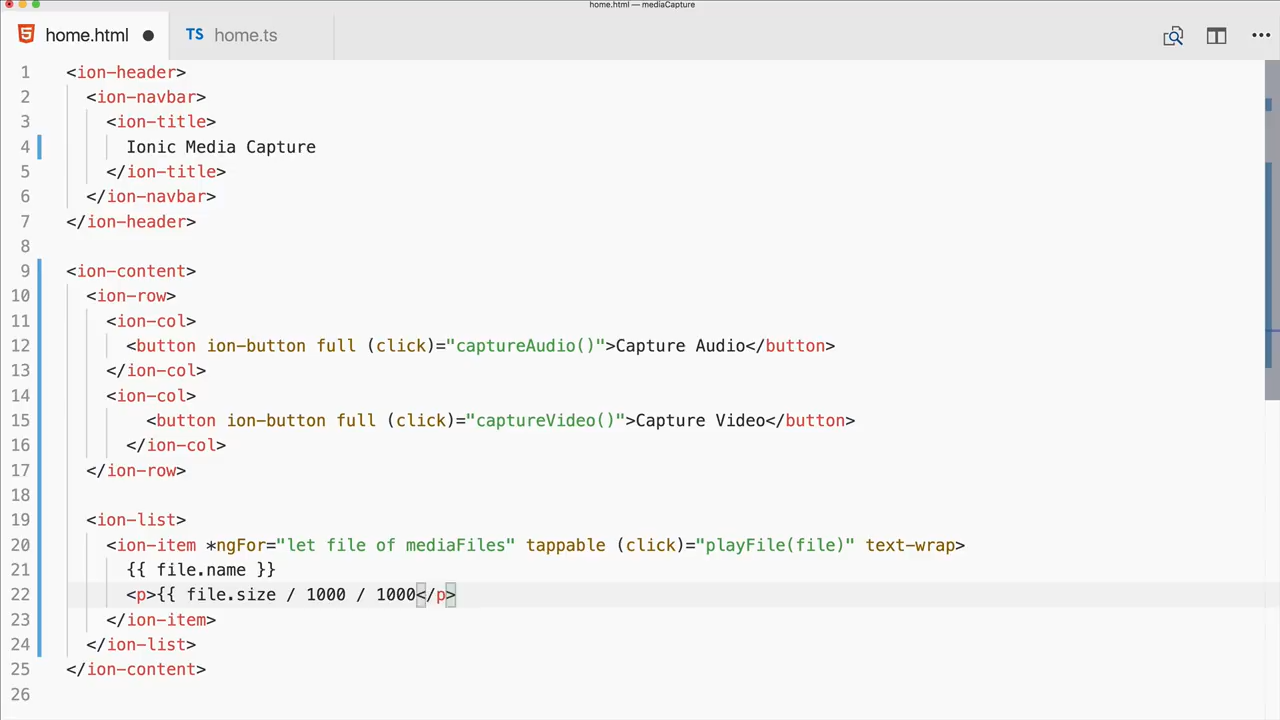 home.html — mediaCapture
home.html
TS home.ts
1 <ion-header>
2 <ion-navbar>
3 <ion-title>
4 Ionic Media Capture
5 </ion-title>
6 </ion-navbar>
7 </ion-header>
8
9 <ion-content>
10 <ion-row>
11 <ion-col>
12 <button ion-button full (click)="captureAudio()">Capture Audio</button>
13 </ion-col>
14 <ion-col>
15 <button ion-button full (click)="captureVideo()">Capture Video</button>
16 </ion-col>
17 </ion-row>
18
19 <ion-list>
20 <ion-item *ngFor="let file of mediaFiles" tappable (click)="playFile(file)" text-wrap>
21 {{ file.name }}
22 <p>{{ file.size / 1000 / 1000</p>
23 </ion-item>
24 </ion-list>
25 </ion-content>
26